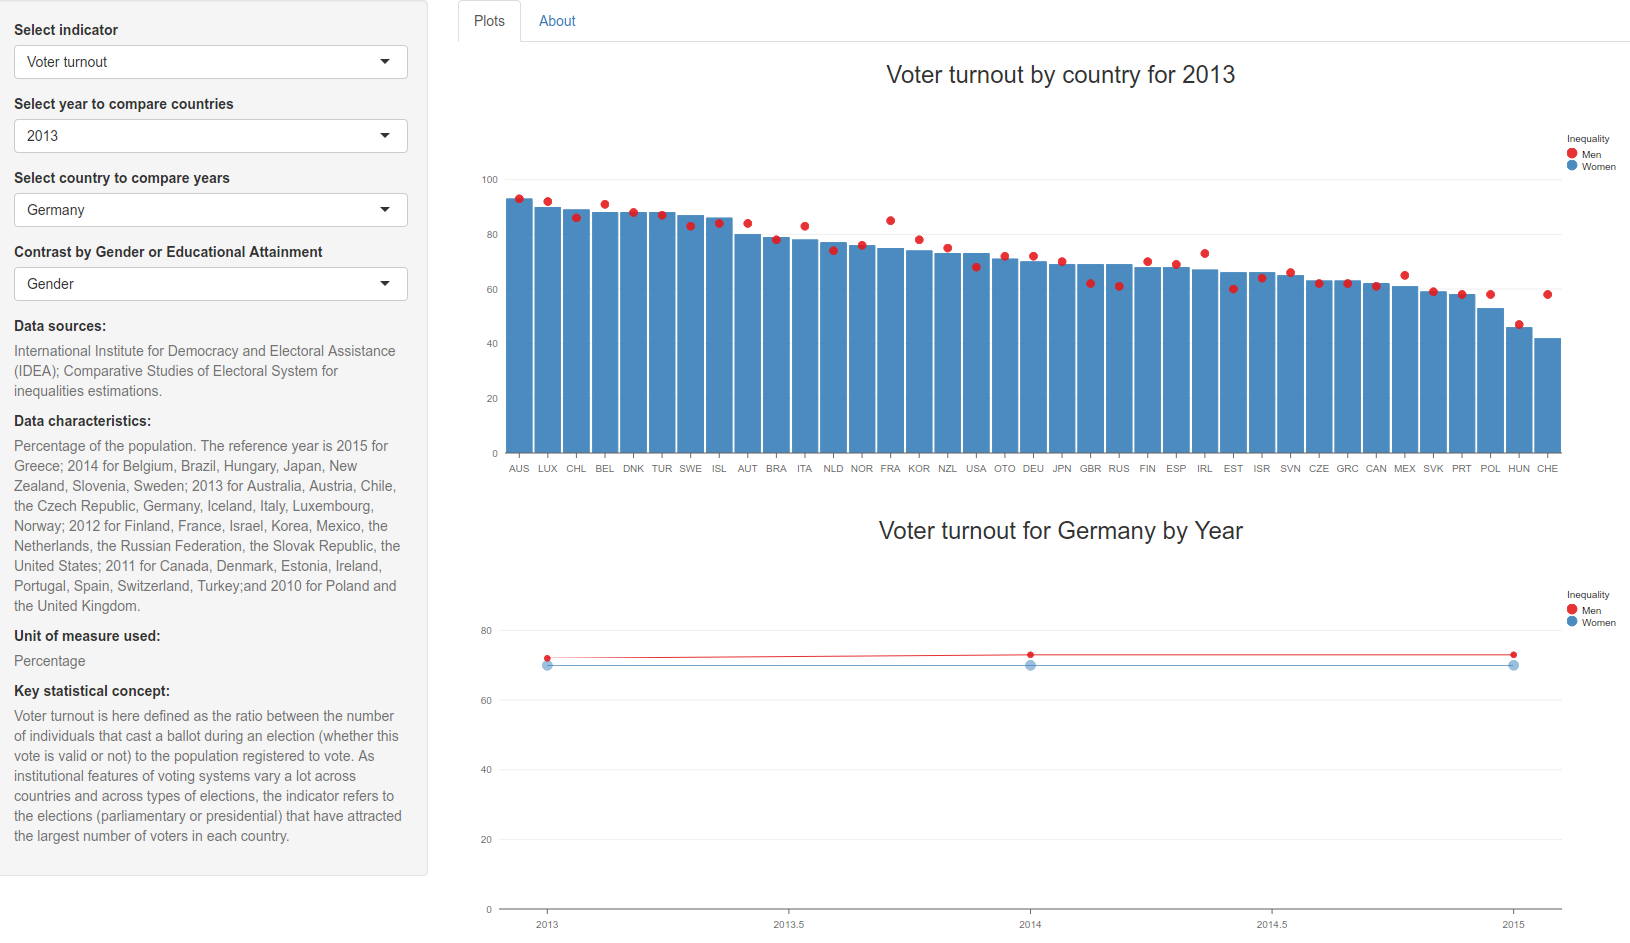 Select indicator
Voter turnout
Select year to compare countries
2013
Select country to compare years
Germany
Contrast by Gender or Educational Attainment
Gender
Data sources:
International Institute for Democracy and Electoral Assistance
(IDEA); Comparative Studies of Electoral System for
inequalities estimations.
Data characteristics:
Percentage of the population. The reference year is 2015 for
Greece; 2014 for Belgium, Brazil, Hungary, Japan, New
Zealand, Slovenia, Sweden; 2013 for Australia, Austria, Chile,
the Czech Republic, Germany, Iceland, Italy, Luxembourg,
Norway; 2012 for Finland, France, Israel, Korea, Mexico, the
Netherlands, the Russian Federation, the Slovak Republic, the
United States; 2011 for Canada, Denmark, Estonia, Ireland,
Portugal, Spain, Switzerland, Turkey;and 2010 for Poland and
the United Kingdom.
Unit of measure used:
Percentage
Key statistical concept:
Voter turnout is here defined as the ratio between the number
of individuals that cast a ballot during an election (whether this
vote is valid or not) to the population registered to vote. As
institutional features of voting systems vary a lot across
countries and across types of elections, the indicator refers to
the elections (parliamentary or presidential) that have attracted
the largest number of voters in each country.
Plots About
Voter turnout by country for 2013
Inequality
Men
Women
100
80
60
40
20
0
AUS LUX CHL BEL DNK TUR SWE ISL AUT BRA ITA NLD NOR FRA KOR NZL USA OTO DEU JPN GBR RUS FIN ESP IRL EST ISR SVN CZE GRC CAN MEX SVK PRT POL HUN CHE
Voter turnout for Germany by Year
Inequality
Men
Women
80
60
40
20
0
2013 2013.5 2014 2014.5 2015